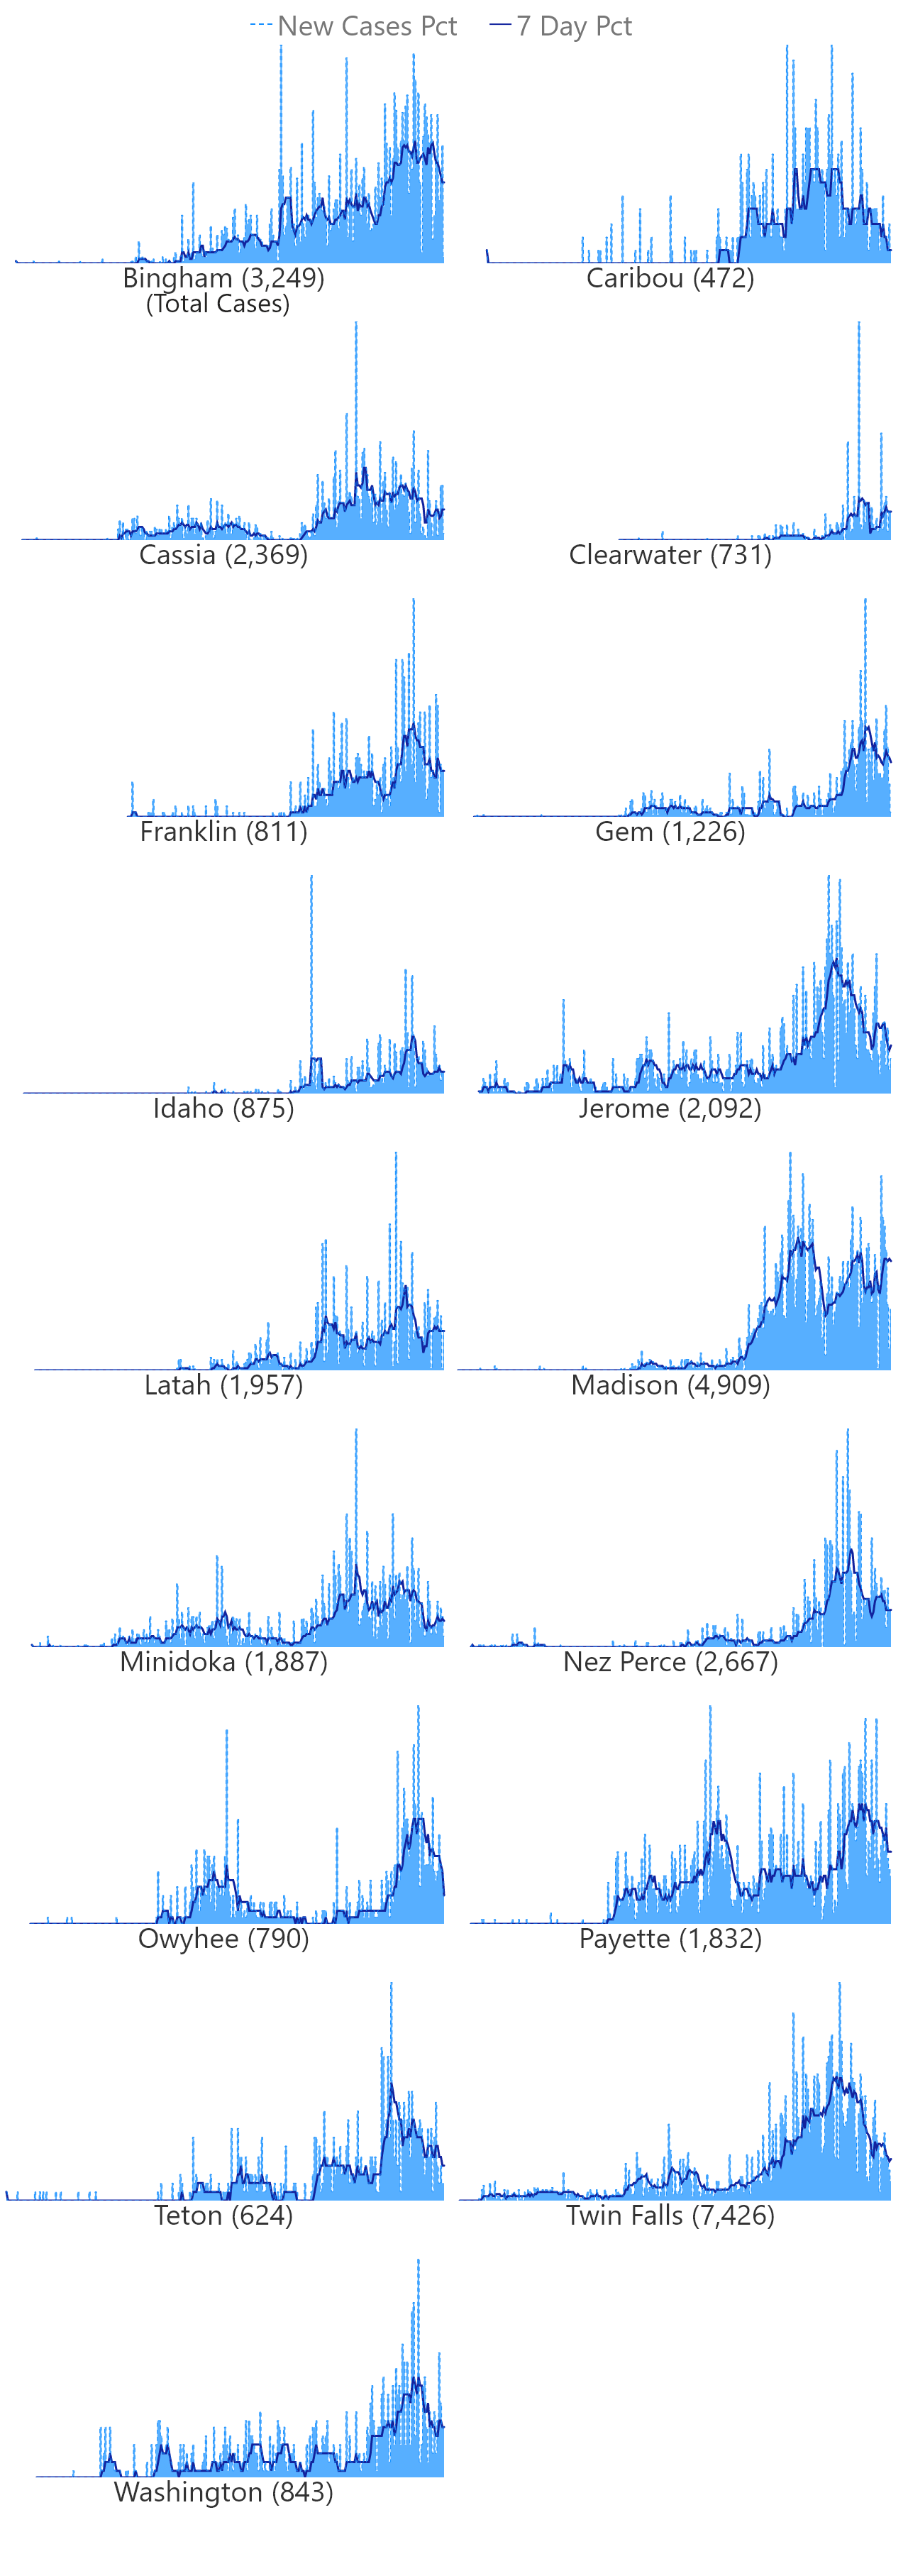 New Cases Pct 7 Day Pct
Bingham (3,249) Caribou (472)
(Total Cases)
Cassia (2,369) Clearwater (731)
Franklin (811) Gem (1,226)
Idaho (875) Jerome (2,092)
Latah (1,957) Madison (4,909)
Minidoka (1,887) Nez Perce (2,667)
Owyhee (790) Payette (1,832)
Teton (624) Twin Falls (7,426)
Washington (843)